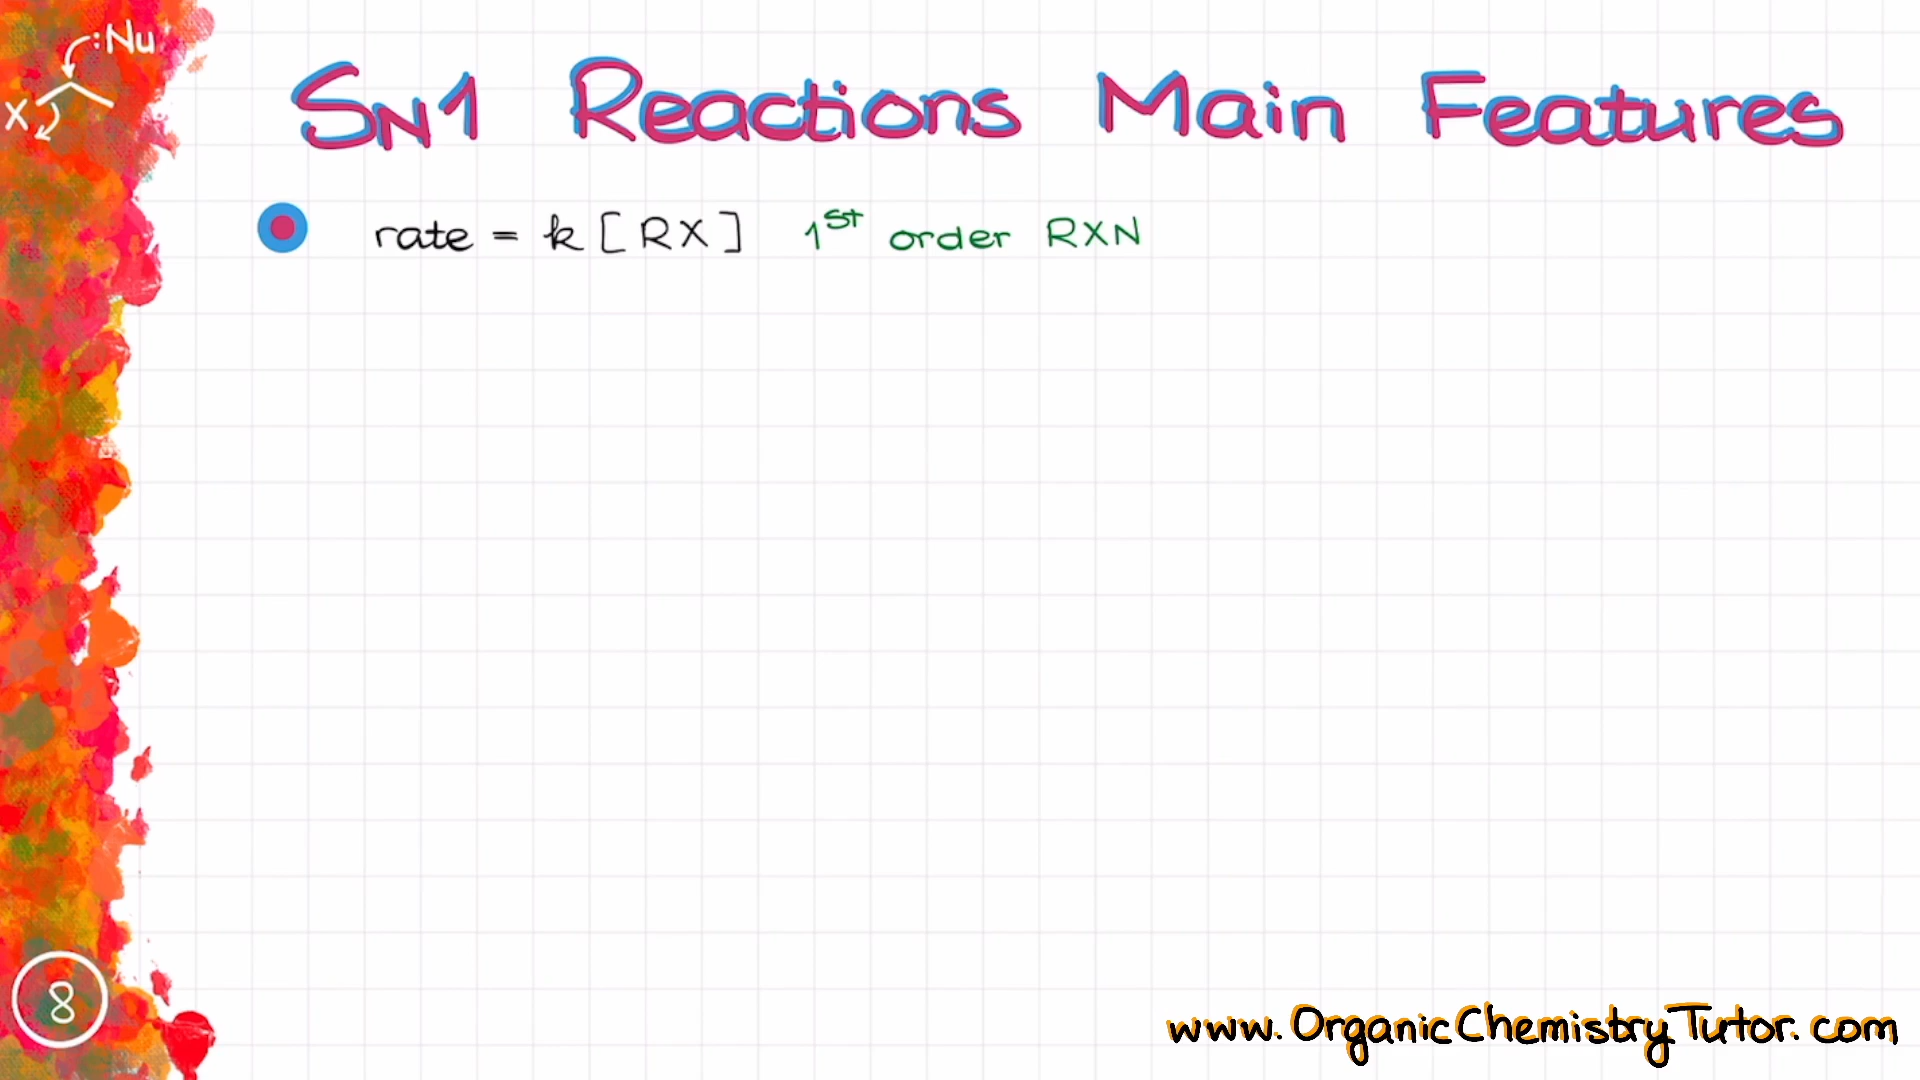 :Nu
X
SN1 Reactions Main Features
rate = k [RX] 1st order RXN
8
www.OrganicChemistryTutor.com